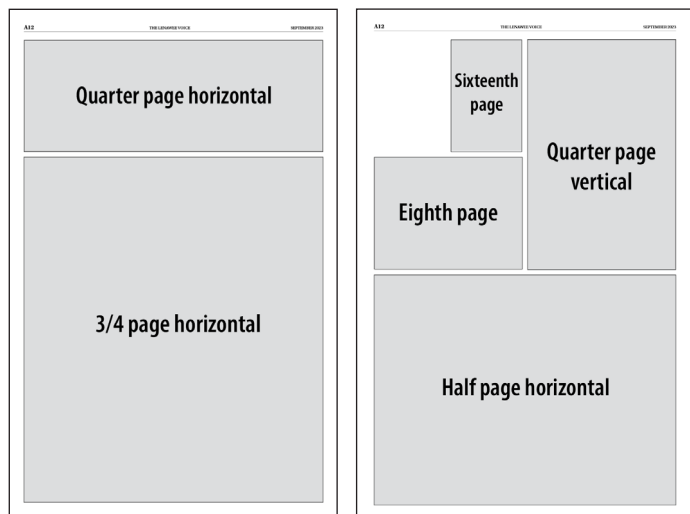 A12 THE LENAWEE VOICE SEPTEMBER 2023
Quarter page horizontal
3/4 page horizontal
A12 THE LENAWEE VOICE SEPTEMBER 2023
Sixteenth
page
Quarter page
vertical
Eighth page
Half page horizontal